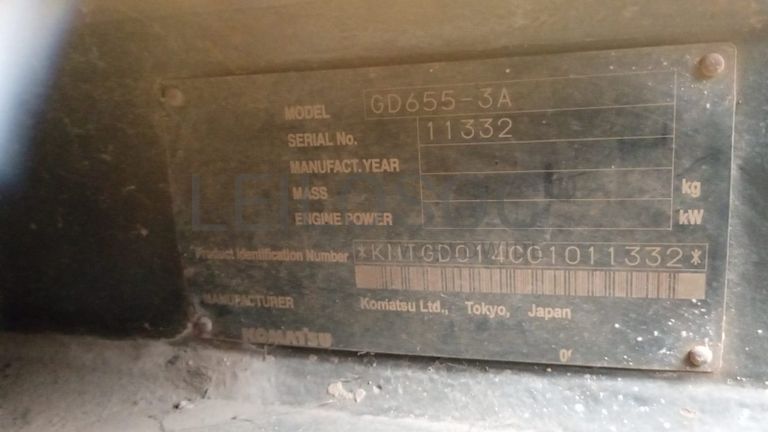 MODEL GD655-3A
SERIAL No. 11332
MANUFACT.YEAR
MASS kg
ENGINE POWER kW
Product Identification Number *KMTGD014C01011332*
MANUFACTURER Komatsu Ltd., Tokyo, Japan
KOMATSU